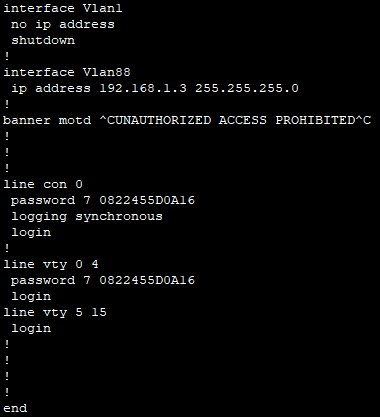 interface Vlan1
 no ip address
 shutdown
!
interface Vlan88
 ip address 192.168.1.3 255.255.255.0
!
banner motd ^CUNAUTHORIZED ACCESS PROHIBITED^C
!
!
!
line con 0
 password 7 0822455D0A16
 logging synchronous
 login
!
line vty 0 4
 password 7 0822455D0A16
 login
line vty 5 15
 login
!
!
!
!
end